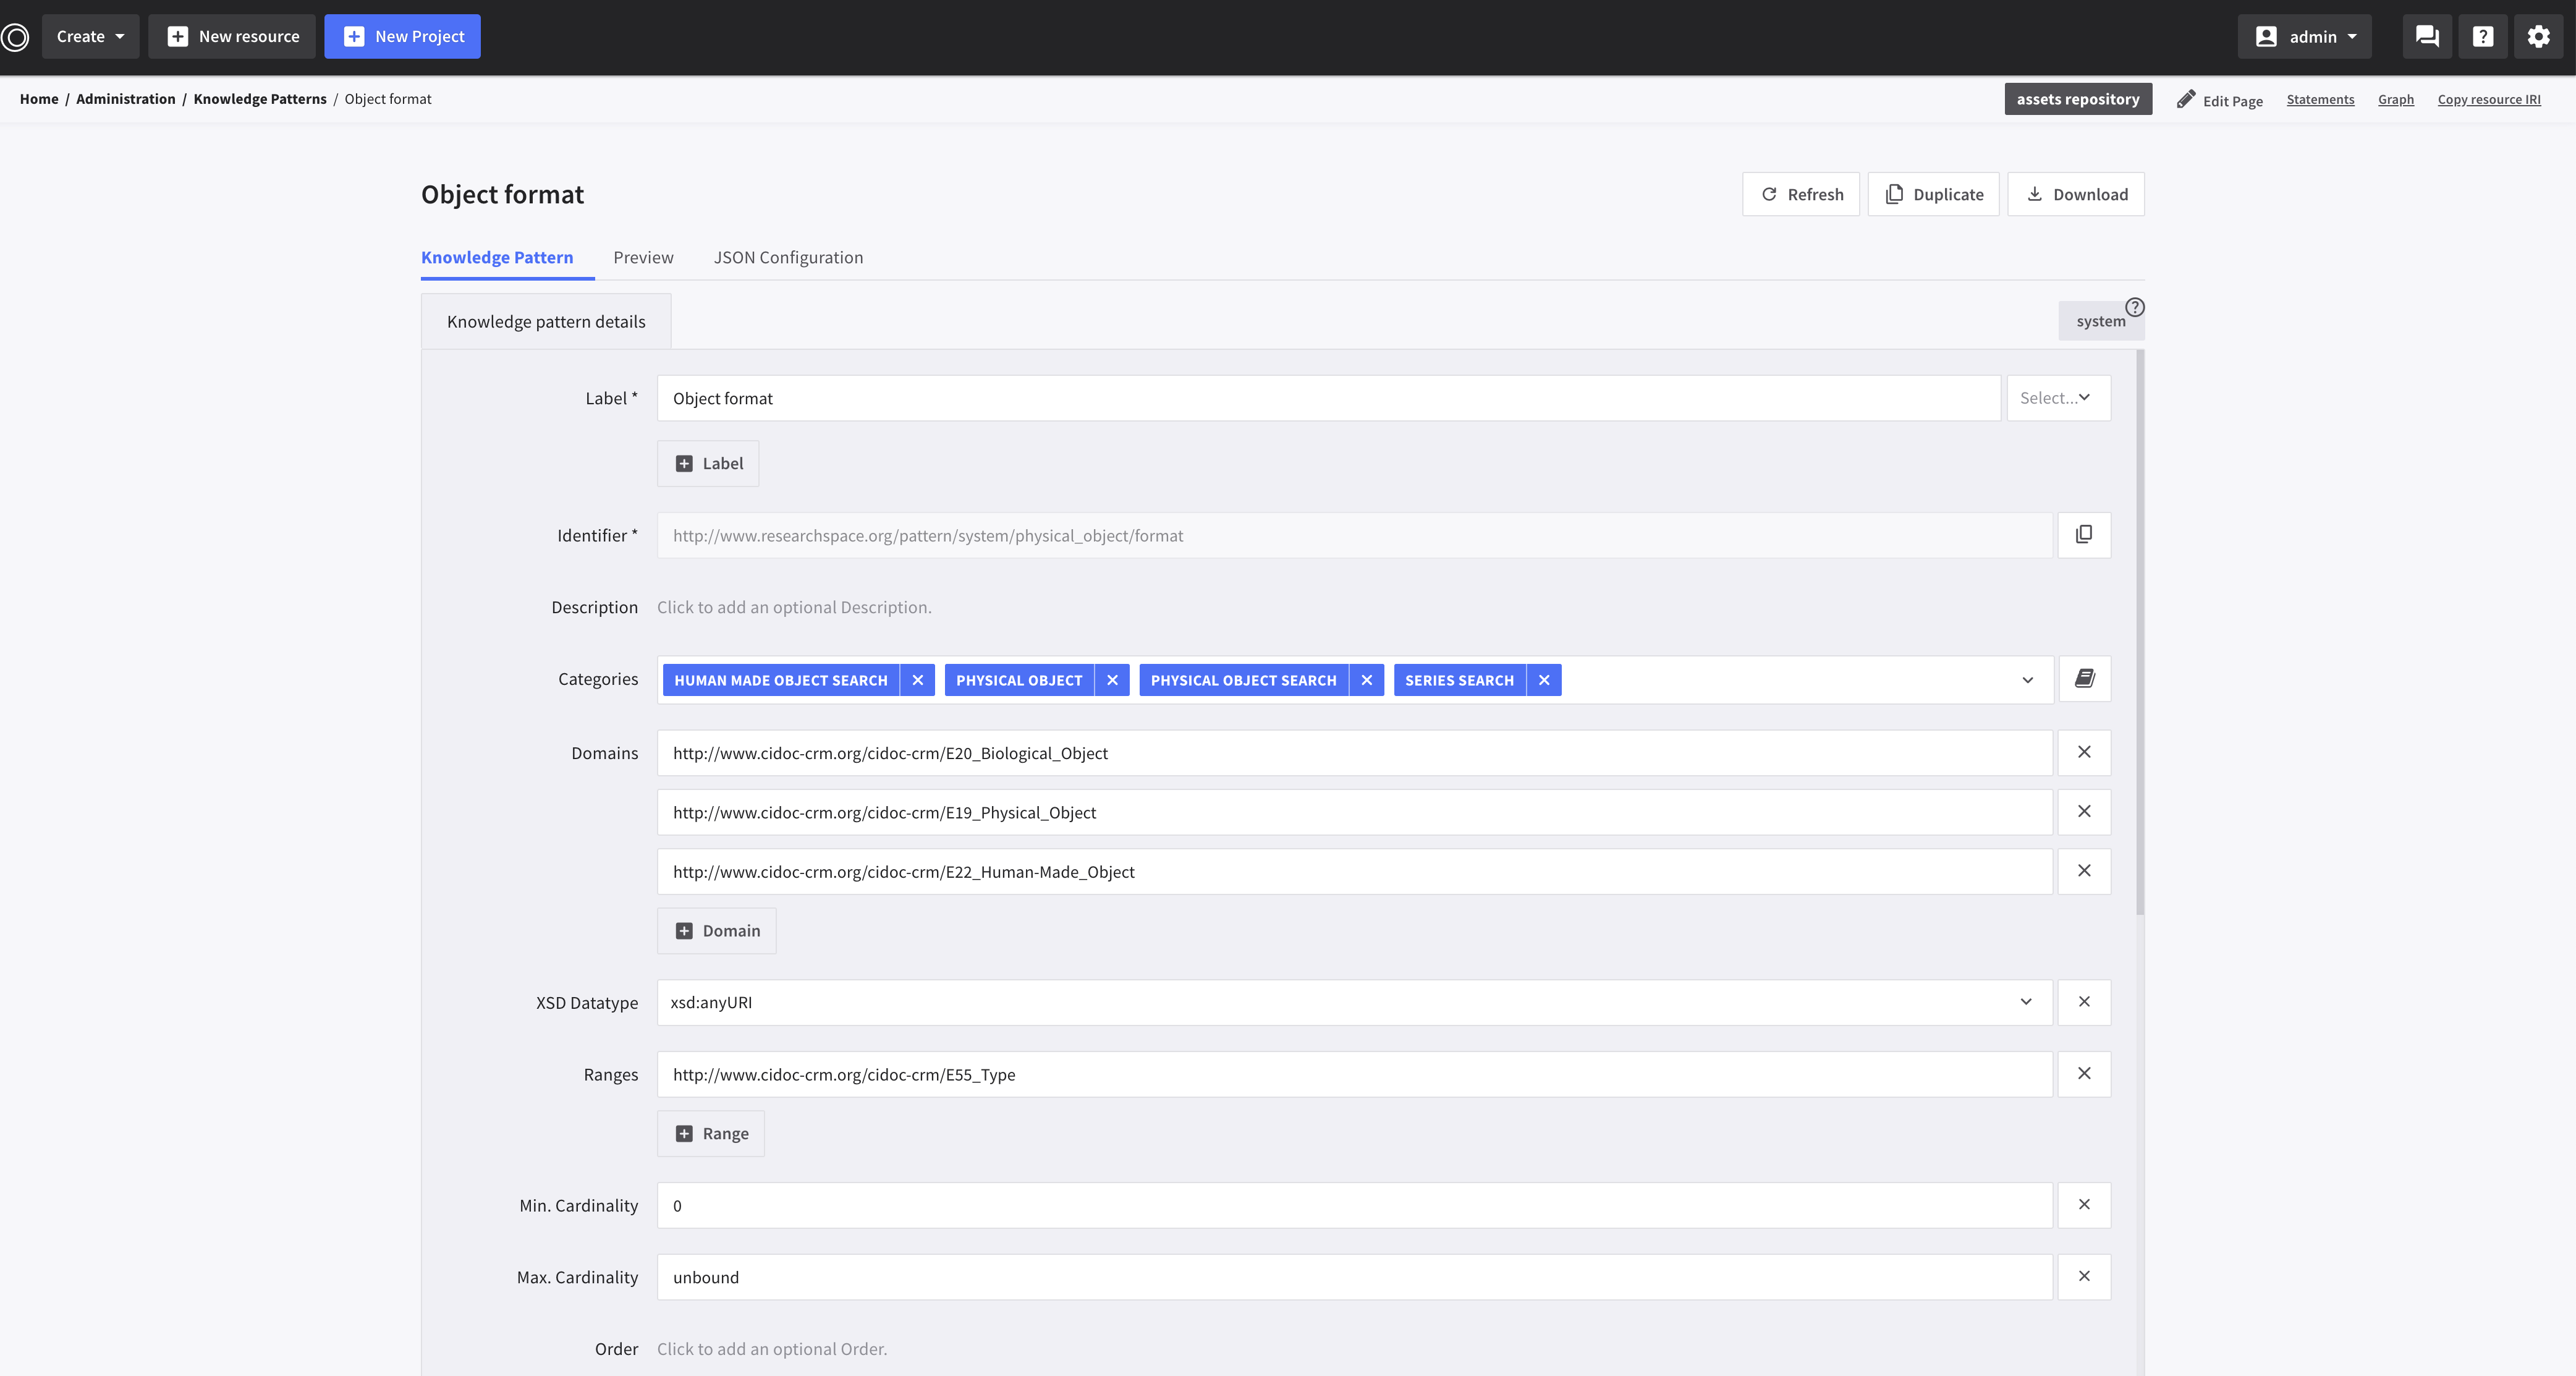 Create New resource New Project admin
Home / Administration / Knowledge Patterns / Object format assets repository Edit Page Statements Graph Copy resource IRI
Object format Refresh Duplicate Download
Knowledge Pattern Preview JSON Configuration
Knowledge pattern details system
Label * Object format Select...
Label
Identifier * http://www.researchspace.org/pattern/system/physical_object/format
Description Click to add an optional Description.
Categories HUMAN MADE OBJECT SEARCH PHYSICAL OBJECT PHYSICAL OBJECT SEARCH SERIES SEARCH
Domains http://www.cidoc-crm.org/cidoc-crm/E20_Biological_Object
http://www.cidoc-crm.org/cidoc-crm/E19_Physical_Object
http://www.cidoc-crm.org/cidoc-crm/E22_Human-Made_Object
Domain
XSD Datatype xsd:anyURI
Ranges http://www.cidoc-crm.org/cidoc-crm/E55_Type
Range
Min. Cardinality 0
Max. Cardinality unbound
Order Click to add an optional Order.